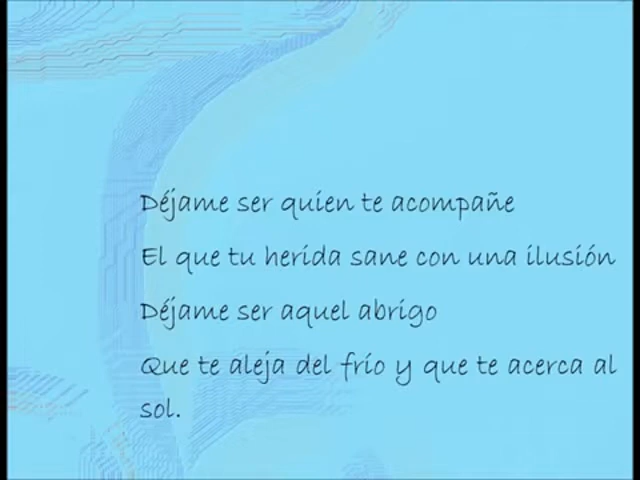 Déjame ser quien te acompañe
El que tu herida sane con una ilusión
Déjame ser aquel abrigo
Que te aleja del frío y que te acerca al
sol.